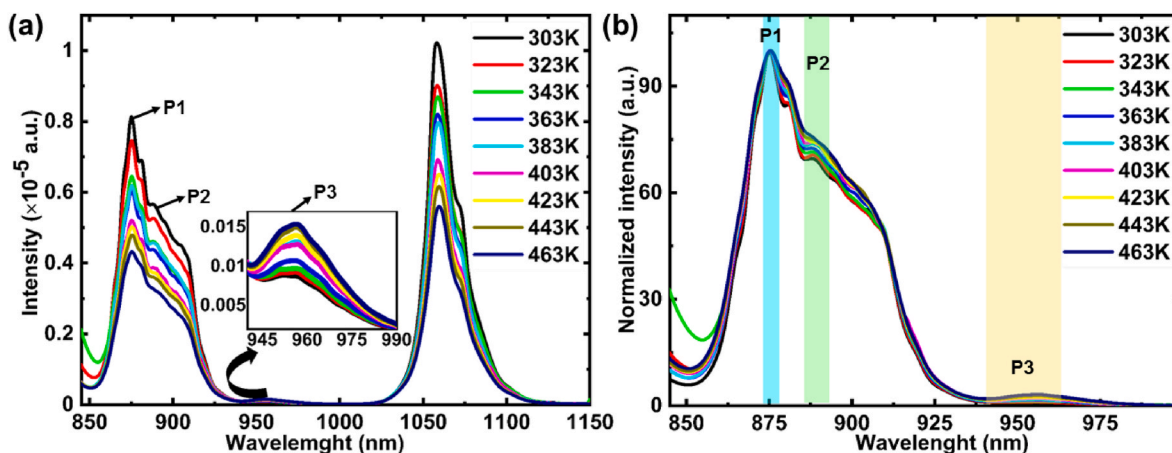 (a)
Intensity (×10⁻⁵ a.u.)
1
0.8
0.6
0.4
0.2
0
P1
P2
P3
0.015
0.01
0.005
945 960 975 990
303K
323K
343K
363K
383K
403K
423K
443K
463K
850 900 950 1000 1050 1100 1150
Wavelemght (nm)
(b)
Normalized intensity (a.u.)
90
60
30
0
P1
P2
P3
303K
323K
343K
363K
383K
403K
423K
443K
463K
850 875 900 925 950 975
Wavelenght (nm)